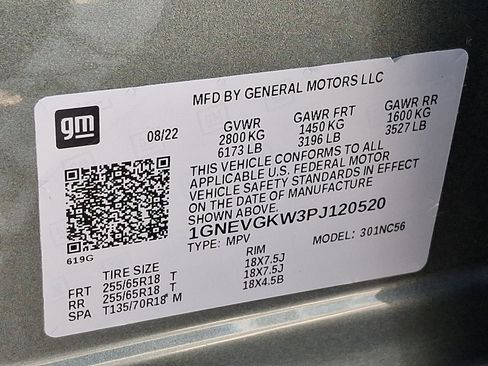 MFD BY GENERAL MOTORS LLC
gm
08/22
GVWR GAWR FRT GAWR RR
2800 KG 1450 KG 1600 KG
6173 LB 3196 LB 3527 LB
THIS VEHICLE CONFORMS TO ALL
APPLICABLE U.S. FEDERAL MOTOR
VEHICLE SAFETY STANDARDS IN EFFECT
ON THE DATE OF MANUFACTURE
SHOWN ABOVE.
1GNEVGKW3PJ120520
TYPE: MPV MODEL: 301NC56
619G
TIRE SIZE RIM
FRT 255/65R18 T 18X7.5J
RR 255/65R18 T 18X7.5J
SPA T135/70R18 M 18X4.5B